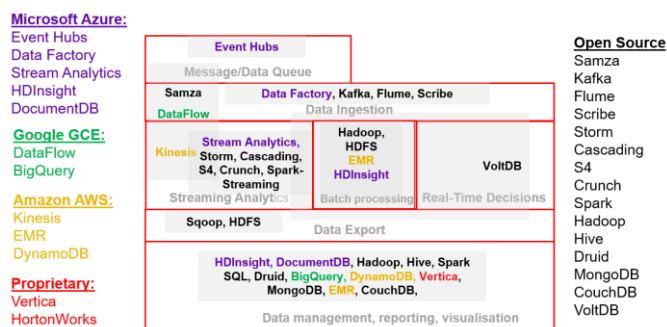 Microsoft Azure:
Event Hubs
Data Factory
Stream Analytics
HDInsight
DocumentDB
Google GCE:
DataFlow
BigQuery
Amazon AWS:
Kinesis
EMR
DynamoDB
Proprietary:
Vertica
HortonWorks
Event Hubs
Message/Data Queue
Samza
DataFlow
Data Factory, Kafka, Flume, Scribe
Data Ingestion
Kinesis
Stream Analytics,
Storm, Cascading,
S4, Crunch, Spark-
Streaming
Streaming Analytics
Hadoop,
HDFS
EMR
HDInsight
Batch processing
VoltDB
Real-Time Decisions
Sqoop, HDFS
Data Export
HDInsight, DocumentDB, Hadoop, Hive, Spark
SQL, Druid, BigQuery, DynamoDB, Vertica,
MongoDB, EMR, CouchDB,
Data management, reporting, visualisation
Open Source
Samza
Kafka
Flume
Scribe
Storm
Cascading
S4
Crunch
Spark
Hadoop
Hive
Druid
MongoDB
CouchDB
VoltDB